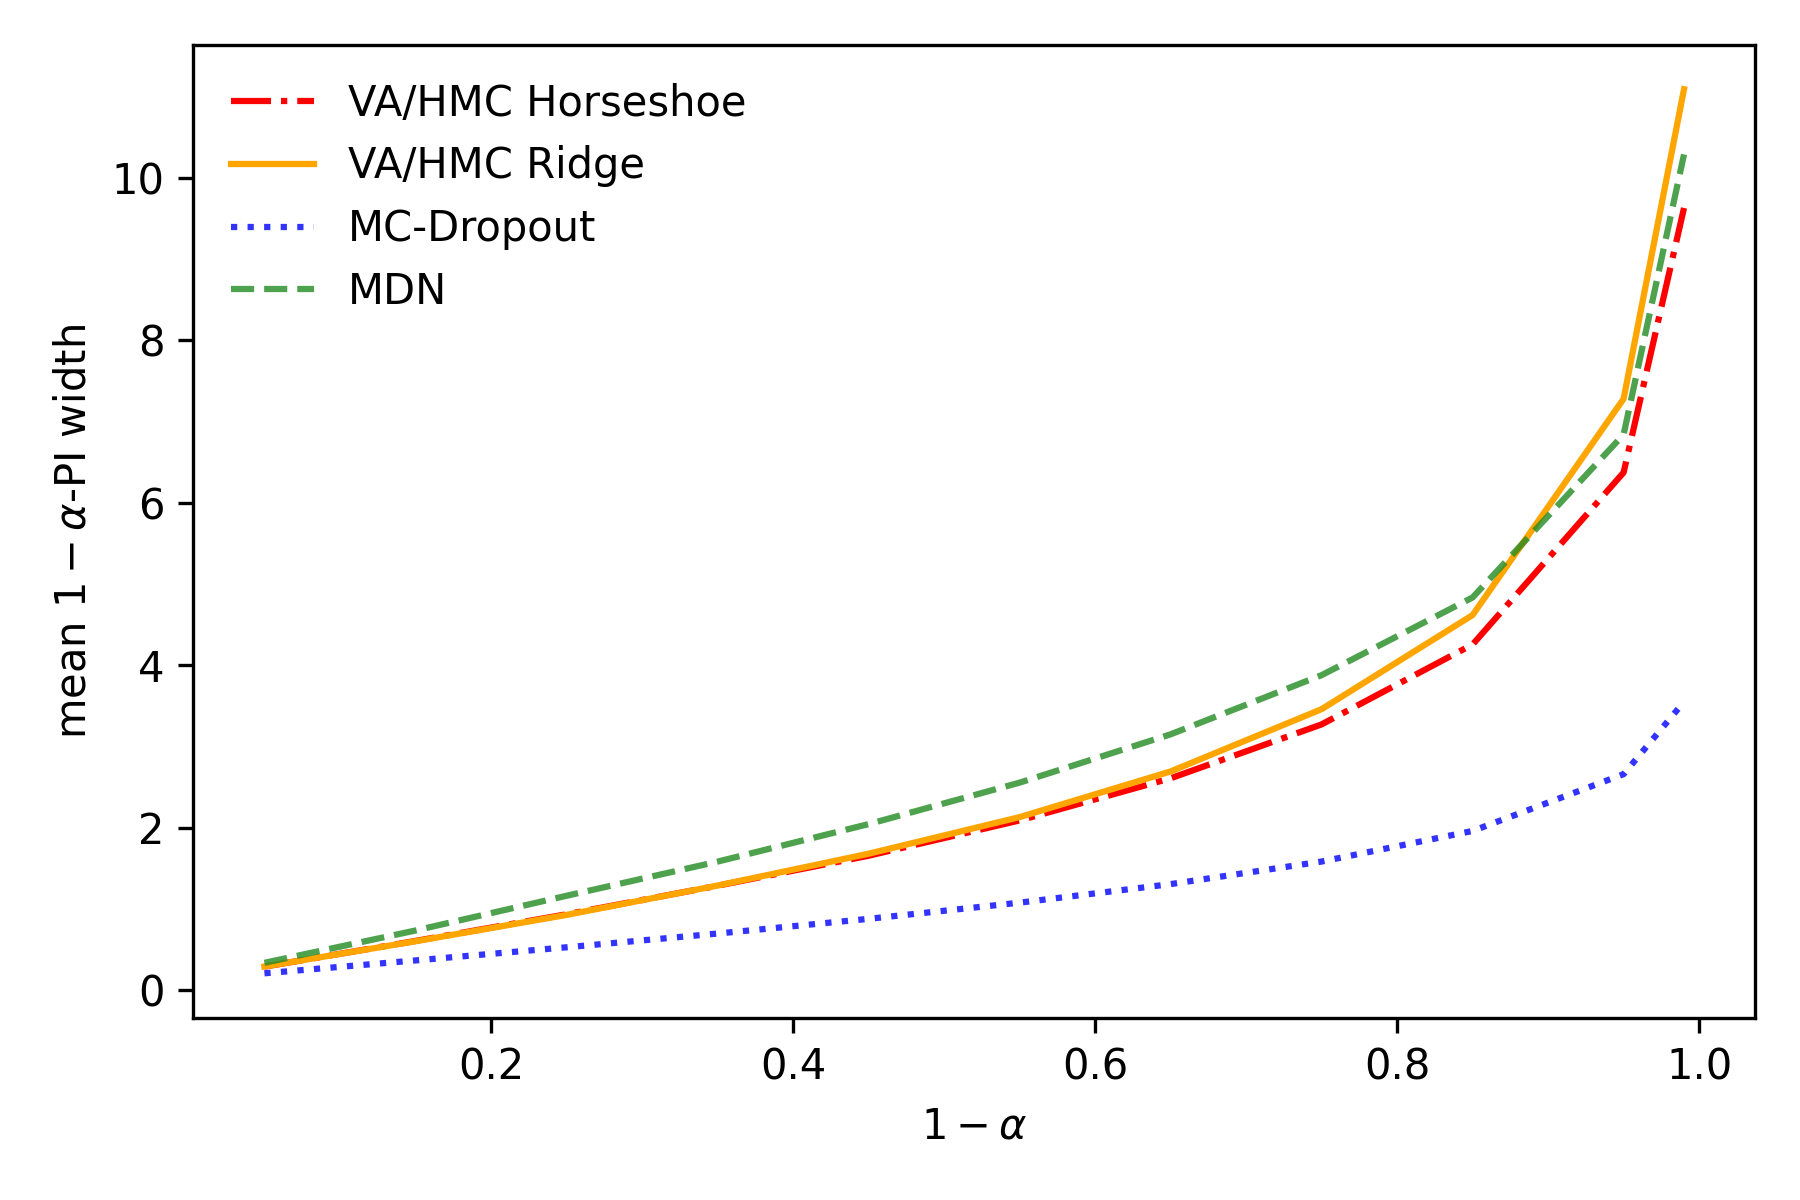 VA/HMC Horseshoe
VA/HMC Ridge
MC-Dropout
MDN
mean 1 − α-PI width
10
8
6
4
2
0
0.2 0.4 0.6 0.8 1.0
1 − α